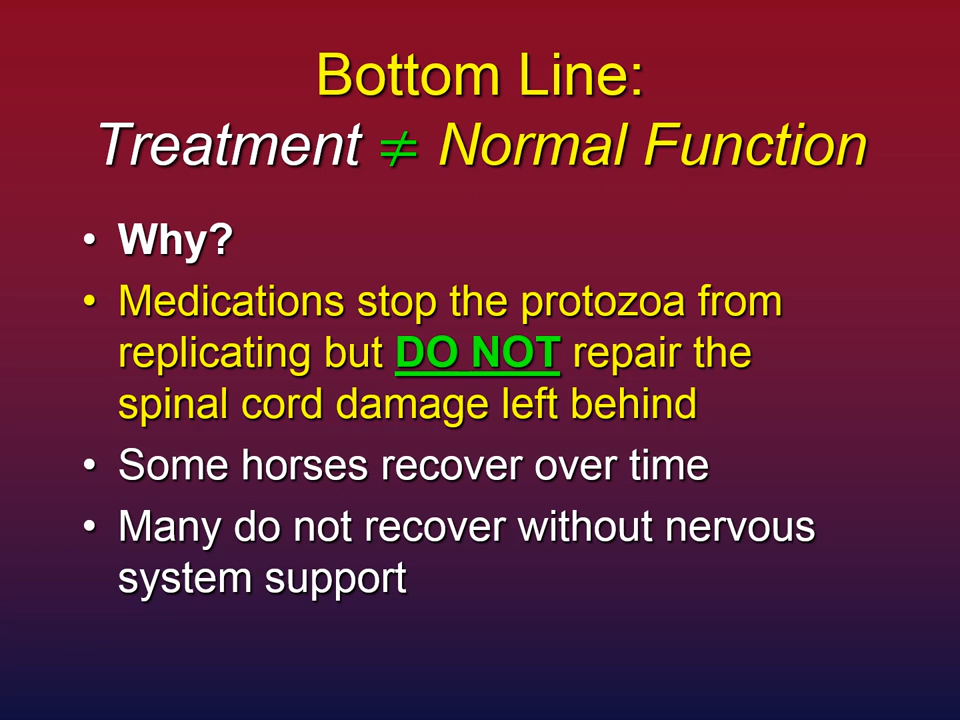 Bottom Line:
Treatment ≠ Normal Function
• Why?
• Medications stop the protozoa from
replicating but DO NOT repair the
spinal cord damage left behind
• Some horses recover over time
• Many do not recover without nervous
system support